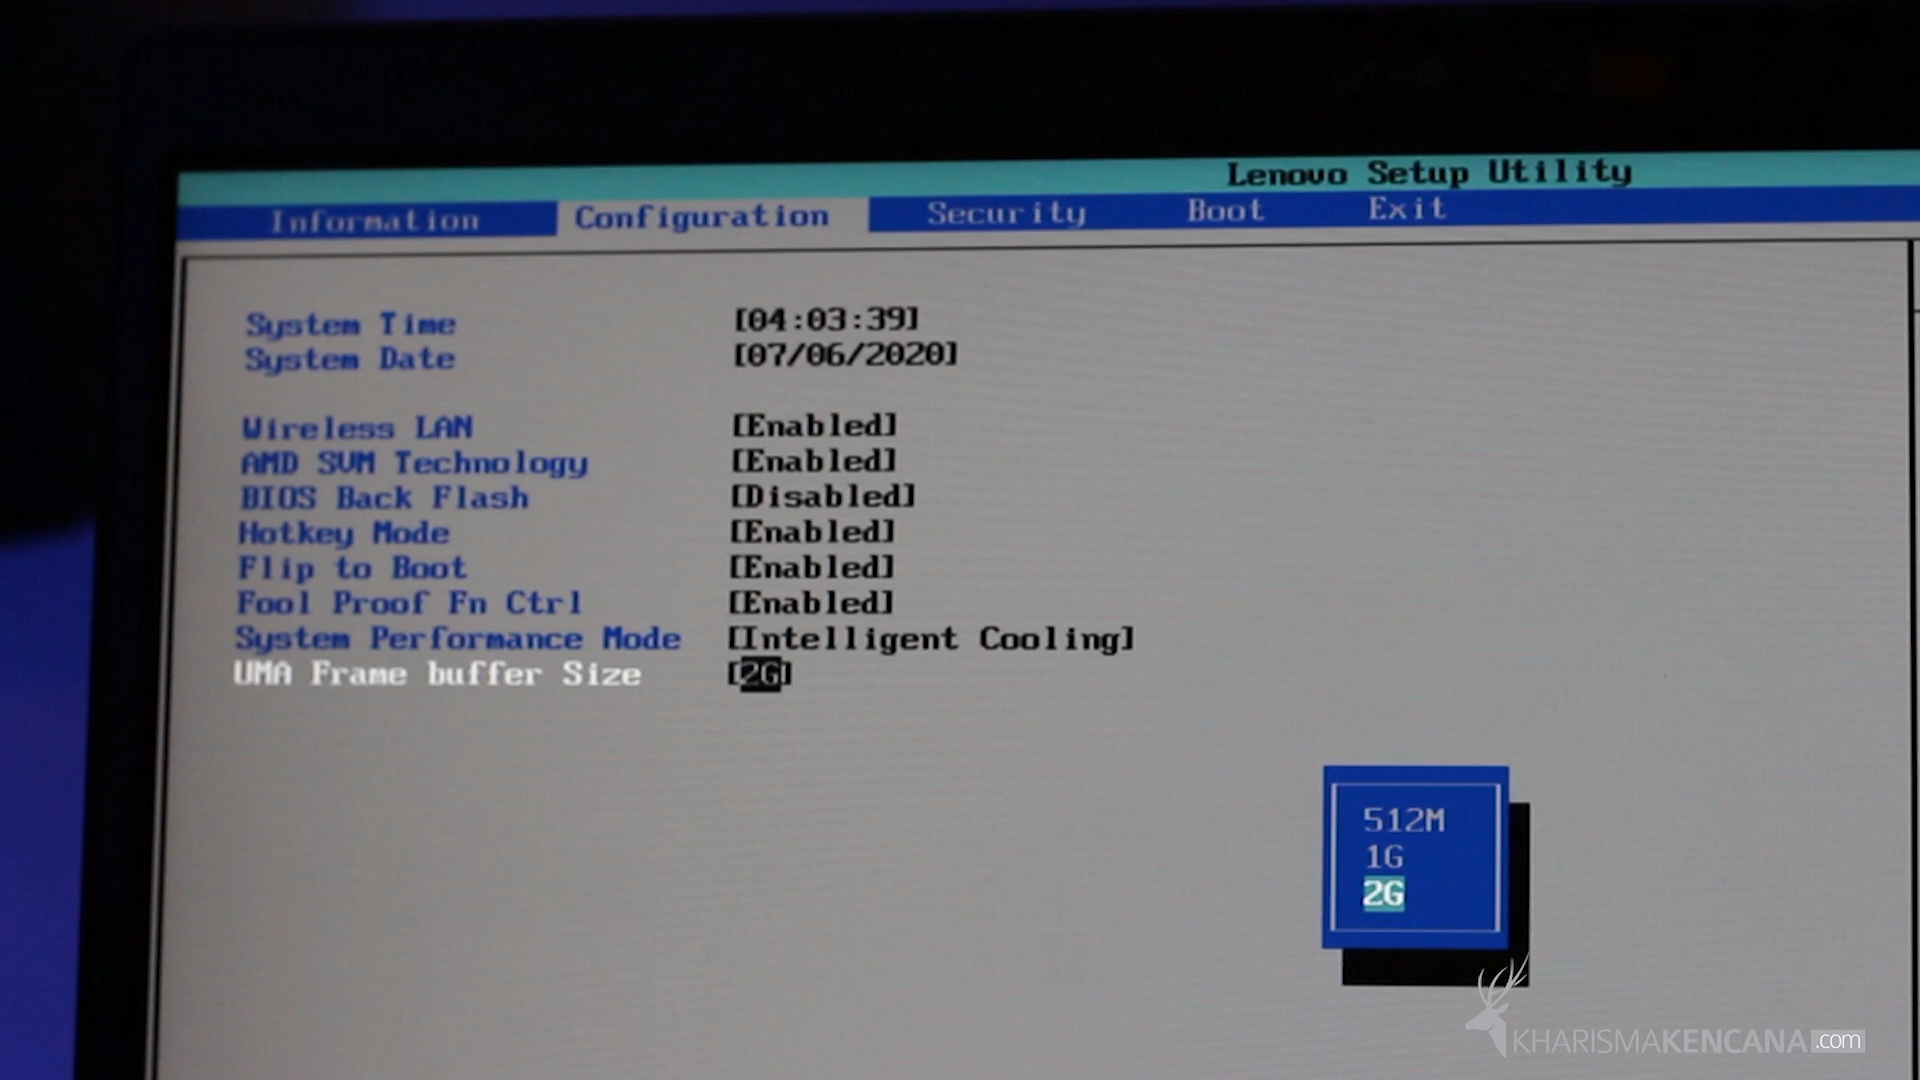 Lenovo Setup Utility
Information Configuration Security Boot Exit
System Time [04:03:39]
System Date [07/06/2020]
Wireless LAN [Enabled]
AMD SVM Technology [Enabled]
BIOS Back Flash [Disabled]
Hotkey Mode [Enabled]
Flip to Boot [Enabled]
Fool Proof Fn Ctrl [Enabled]
System Performance Mode [Intelligent Cooling]
UMA Frame buffer Size [2G]
512M
1G
2G
KHARISMAKENCANA.com